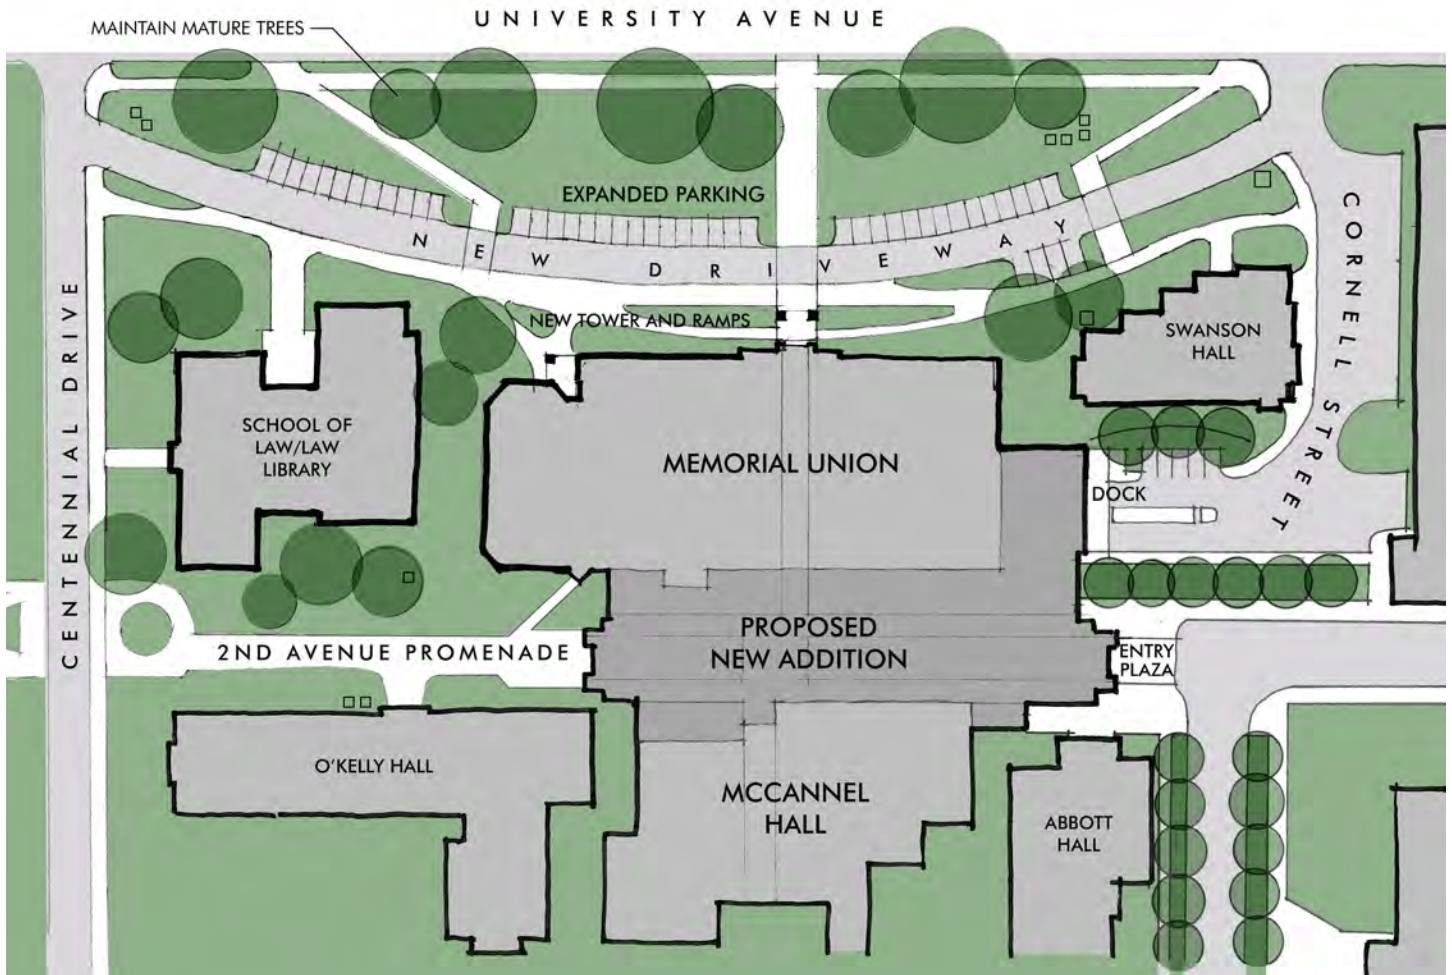 UNIVERSITY AVENUE
MAINTAIN MATURE TREES
EXPANDED PARKING
NEW DRIVEWAY
CORNELL STREET
CENTENNIAL DRIVE
NEW TOWER AND RAMPS
SWANSON
HALL
SCHOOL OF
LAW/LAW
LIBRARY
MEMORIAL UNION
DOCK
2ND AVENUE PROMENADE
PROPOSED
NEW ADDITION
ENTRY
PLAZA
O'KELLY HALL
MCCANNEL
HALL
ABBOTT
HALL